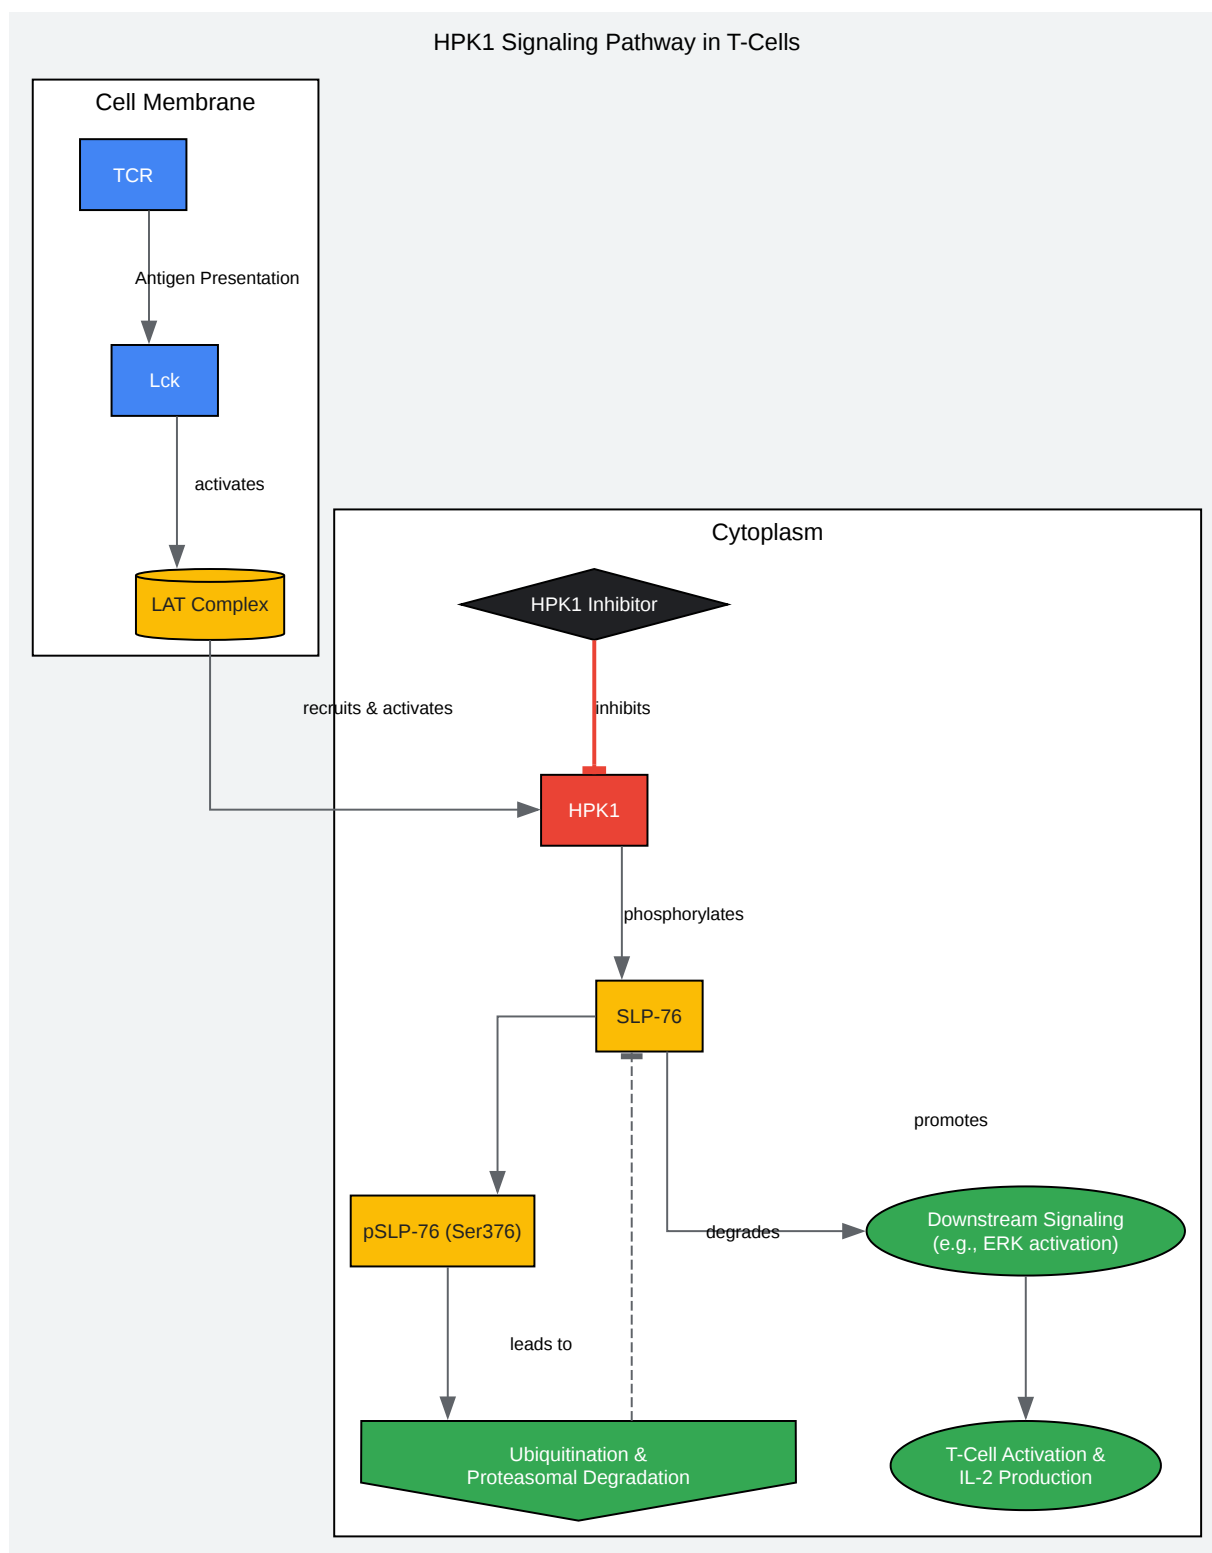 HPK1 Signaling Pathway in T-Cells
Cell Membrane
TCR
Antigen Presentation
Lck
activates
LAT Complex
Cytoplasm
HPK1 Inhibitor
recruits & activates
inhibits
HPK1
phosphorylates
SLP-76
promotes
pSLP-76 (Ser376)
degrades
Downstream Signaling
(e.g., ERK activation)
leads to
Ubiquitination &
Proteasomal Degradation
T-Cell Activation &
IL-2 Production